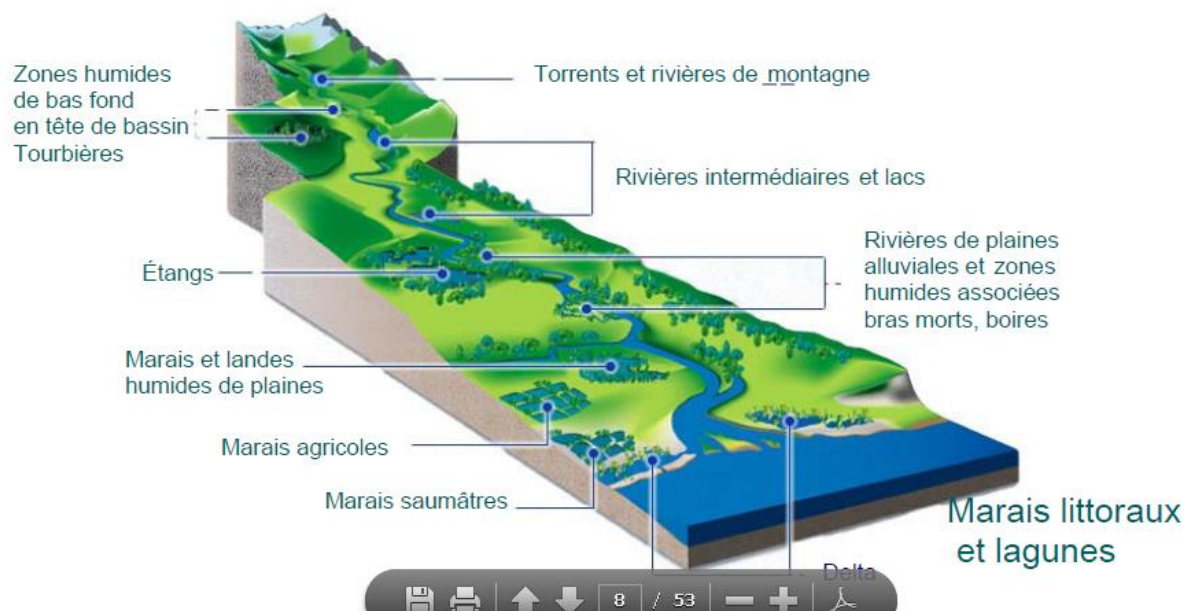 Zones humides
de bas fond
en tête de bassin
Tourbières
Torrents et rivières de montagne
Rivières intermédiaires et lacs
Rivières de plaines
alluviales et zones
humides associées
bras morts, boires
Étangs
Marais et landes
humides de plaines
Marais agricoles
Marais saumâtres
Marais littoraux
et lagunes
Delta
8 / 53